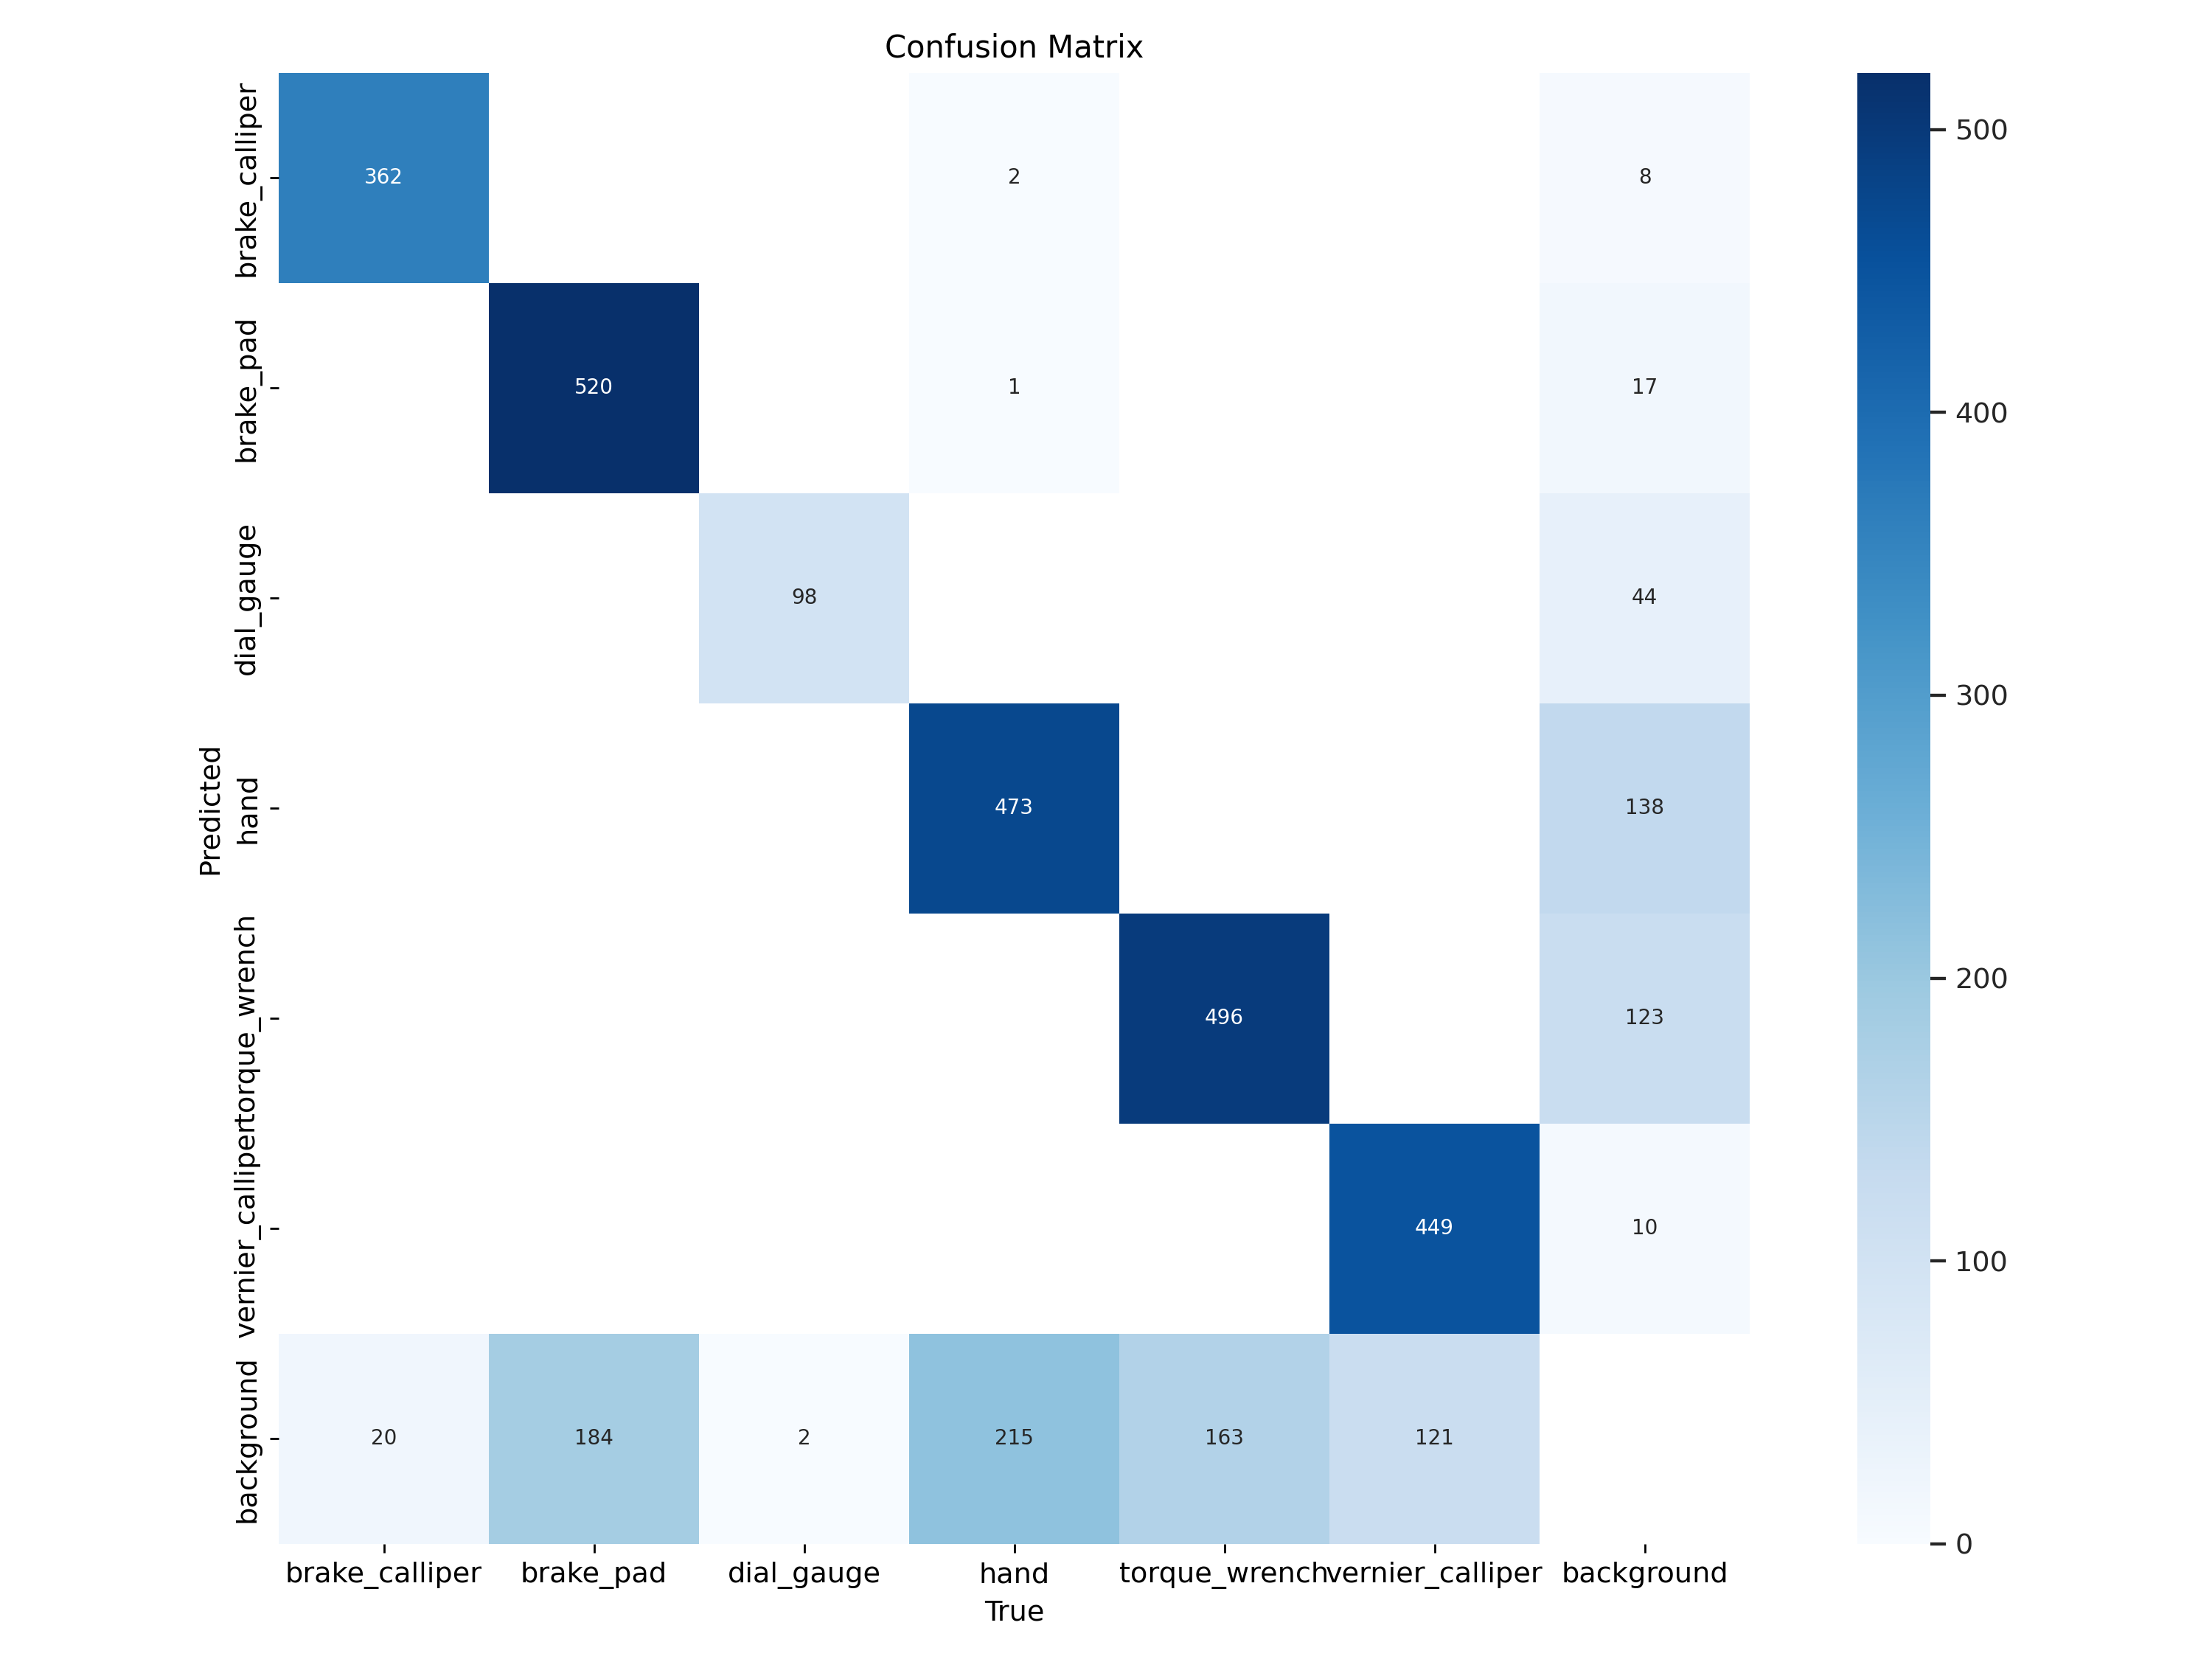 Confusion Matrix
brake_calliper
362
2
8
500
brake_pad
520
1
17
400
dial_gauge
98
44
300
Predicted
hand
473
138
torque_wrench
496
123
200
vernier_calliper
449
10
100
background
20
184
2
215
163
121
0
brake_calliper brake_pad dial_gauge hand torque_wrench vernier_calliper background
True